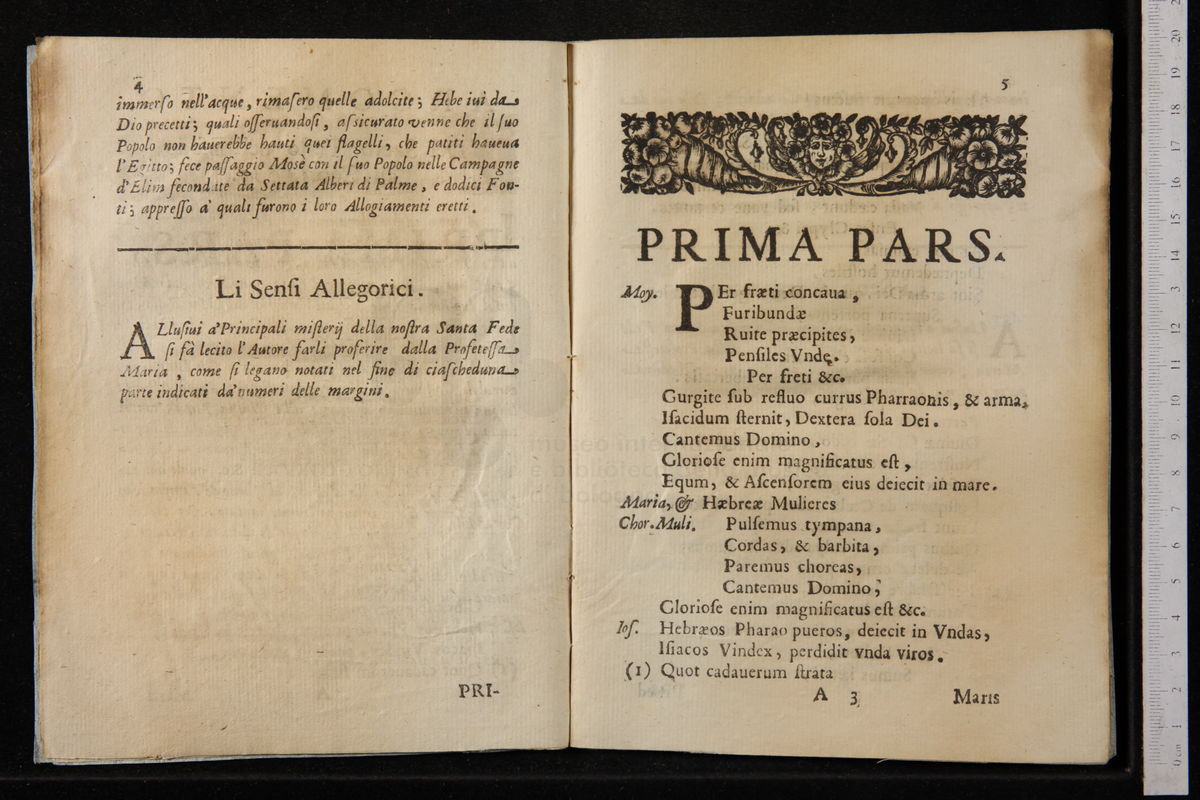 4
immerſo nell'acque, rimaſero quelle adolcite; Hebe iui da
Dio precetti; quali oſſeruandoſi, aſsicurato venne che il ſuo
Popolo non hauerebbe hauti quei flagelli, che patiti haueua
l'Egitto; fece paſſaggio Mosè con il ſuo Popolo nelle Campagne
d'Elim fecondate da Settata Alberi di Palme, e dodici Fon-
ti; appreſſo a' quali furono i loro Allogiamenti eretti.
Li Senſi Allegorici.
ALluſiui a' Principali miſterij della noſtra Santa Fede
ſi fà lecito l'Autore farli proferire dalla Profeteſſa
Maria, come ſi legano notati nel fine di ciaſcheduna
parte indicati da' numeri delle margini.
PRI-
5
PRIMA PARS.
Moy. PEr fræti concaua,
Furibundæ
Ruite præcipites,
Penſiles Vndę.
Per freti &c.
Gurgite ſub refluo currus Pharraonis, & arma,
Iſacidum ſternit, Dextera ſola Dei.
Cantemus Domino,
Glorioſe enim magnificatus eſt,
Equm, & Aſcenſorem eius deiecit in mare.
Maria, & Hæbreæ Mulieres
Chor. Muli. Pulſemus tympana,
Cordas, & barbita,
Paremus choreas,
Cantemus Domino;
Glorioſe enim magnificatus eſt &c.
Ioſ. Hebræos Pharao pueros, deiecit in Vndas,
Iſiacos Vindex, perdidit vnda viros.
(1) Quot cadauerum ſtrata
A 3 Maris